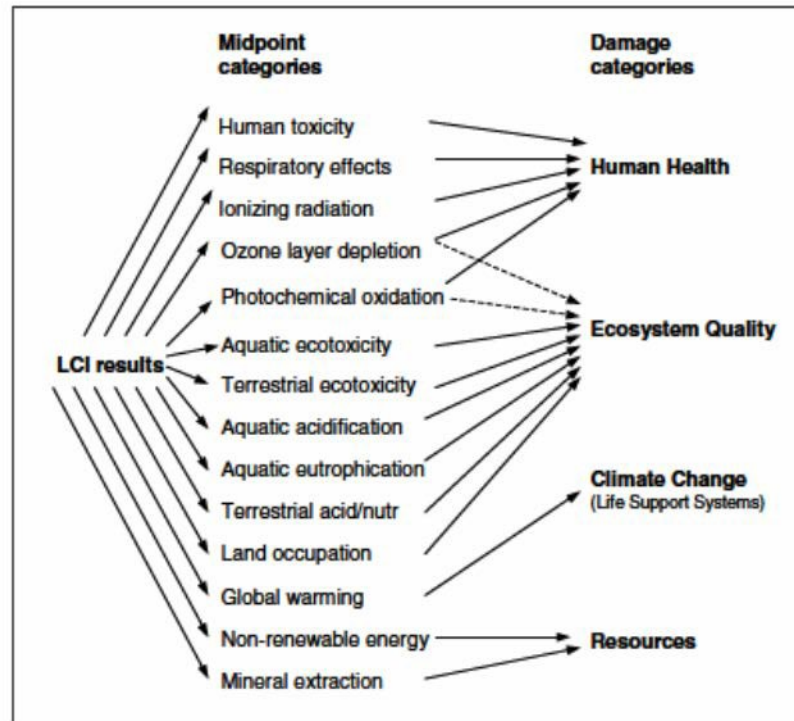 Midpoint
categories
Damage
categories
Human toxicity
Respiratory effects
Human Health
Ionizing radiation
Ozone layer depletion
Photochemical oxidation
Ecosystem Quality
Aquatic ecotoxicity
LCI results
Terrestrial ecotoxicity
Aquatic acidification
Aquatic eutrophication
Climate Change
(Life Support Systems)
Terrestrial acid/nutr
Land occupation
Global warming
Non-renewable energy
Resources
Mineral extraction